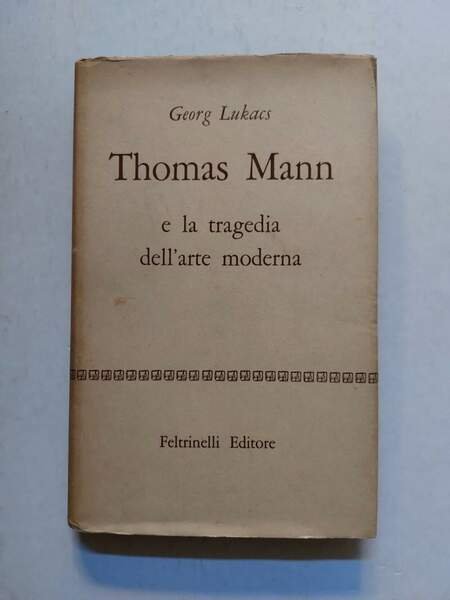 Georg Lukacs
Thomas Mann
e la tragedia
dell'arte moderna
Feltrinelli Editore